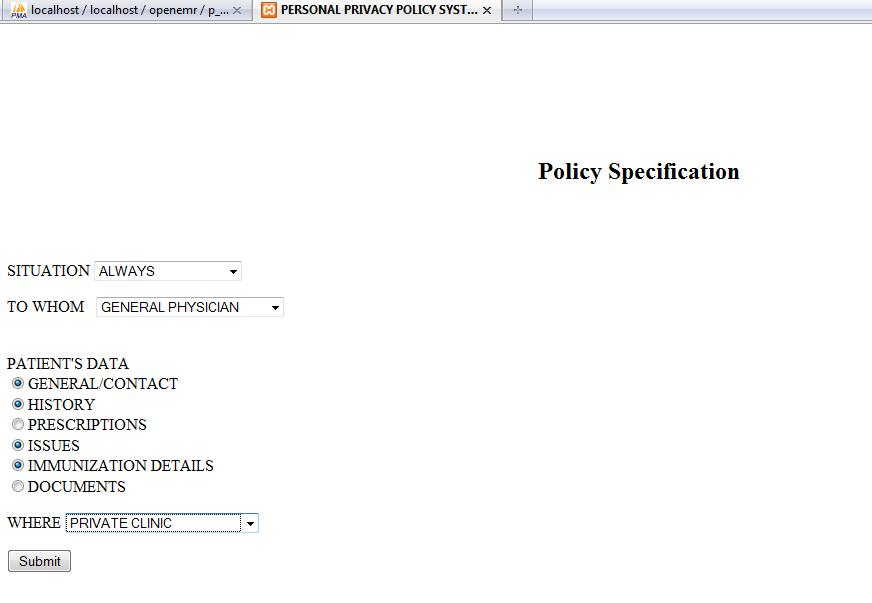 PMA localhost / localhost / openemr / p_... PERSONAL PRIVACY POLICY SYST...
Policy Specification
SITUATION ALWAYS
TO WHOM GENERAL PHYSICIAN
PATIENT'S DATA
GENERAL/CONTACT
HISTORY
PRESCRIPTIONS
ISSUES
IMMUNIZATION DETAILS
DOCUMENTS
WHERE PRIVATE CLINIC
Submit